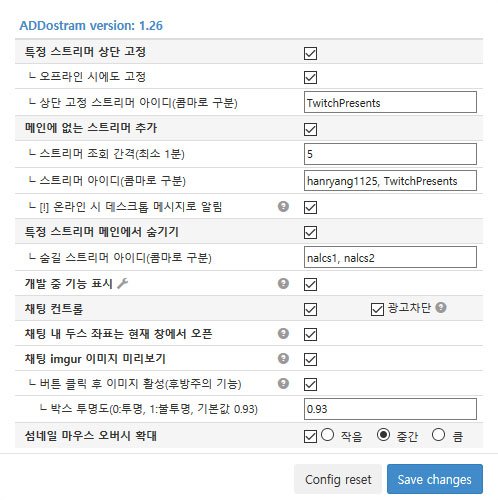 ADDostram version: 1.26
특정 스트리머 상단 고정
└ 오프라인 시에도 고정
└ 상단 고정 스트리머 아이디(콤마로 구분) TwitchPresents
메인에 없는 스트리머 추가
└ 스트리머 조회 간격(최소 1분) 5
└ 스트리머 아이디(콤마로 구분) hanryang1125, TwitchPresents
└ [!] 온라인 시 데스크톱 메시지로 알림 ?
특정 스트리머 메인에서 숨기기
└ 숨길 스트리머 아이디(콤마로 구분) nalcs1, nalcs2
개발 중 기능 표시 ?
채팅 컨트롤 광고차단 ?
채팅 내 두스 좌표는 현재 창에서 오픈 ?
채팅 imgur 이미지 미리보기 ?
└ 버튼 클릭 후 이미지 활성(후방주의 기능) ?
└ 박스 투명도(0:투명, 1:불투명, 기본값 0.93) 0.93
섬네일 마우스 오버시 확대 작음 중간 큼
Config reset Save changes